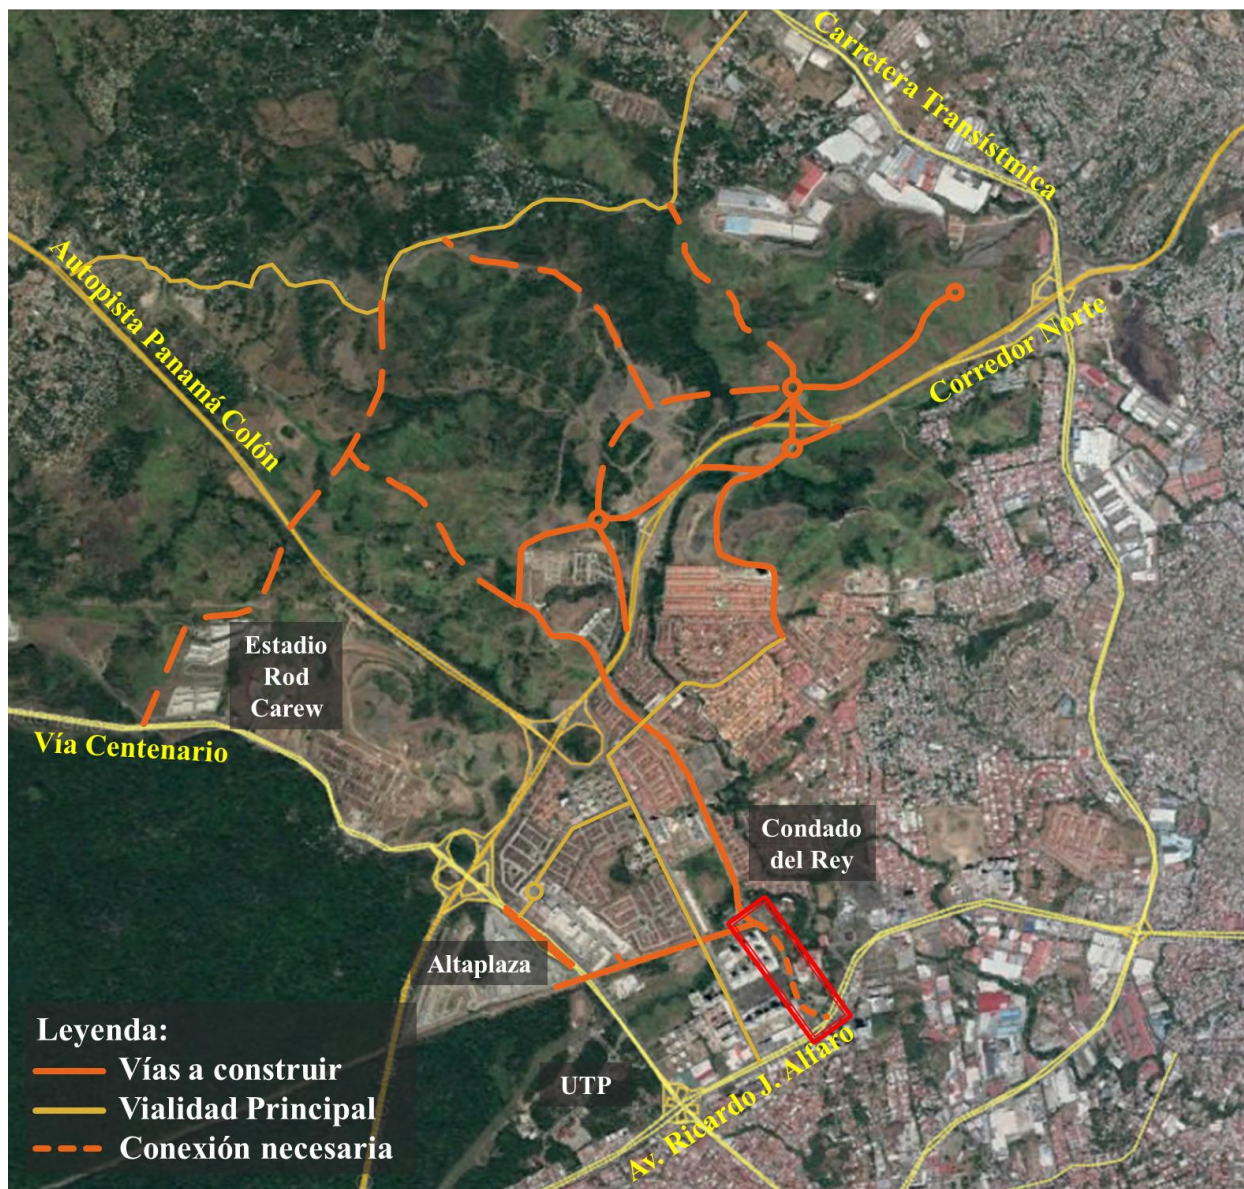 Carretera Transístmica
Autopista Panamá Colón
Corredor Norte
Estadio
Rod
Carew
Vía Centenario
Condado
del Rey
Altaplaza
Leyenda:
Vías a construir
Vialidad Principal
Conexión necesaria
UTP
Av. Ricardo J. Alfaro